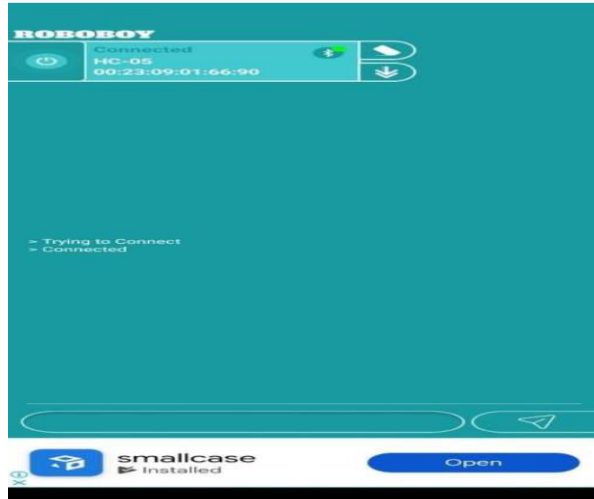 ROBOBOY
Connected
HC-05
00:23:09:01:66:90
> Trying to Connect
> Connected
smallcase
Installed
Open